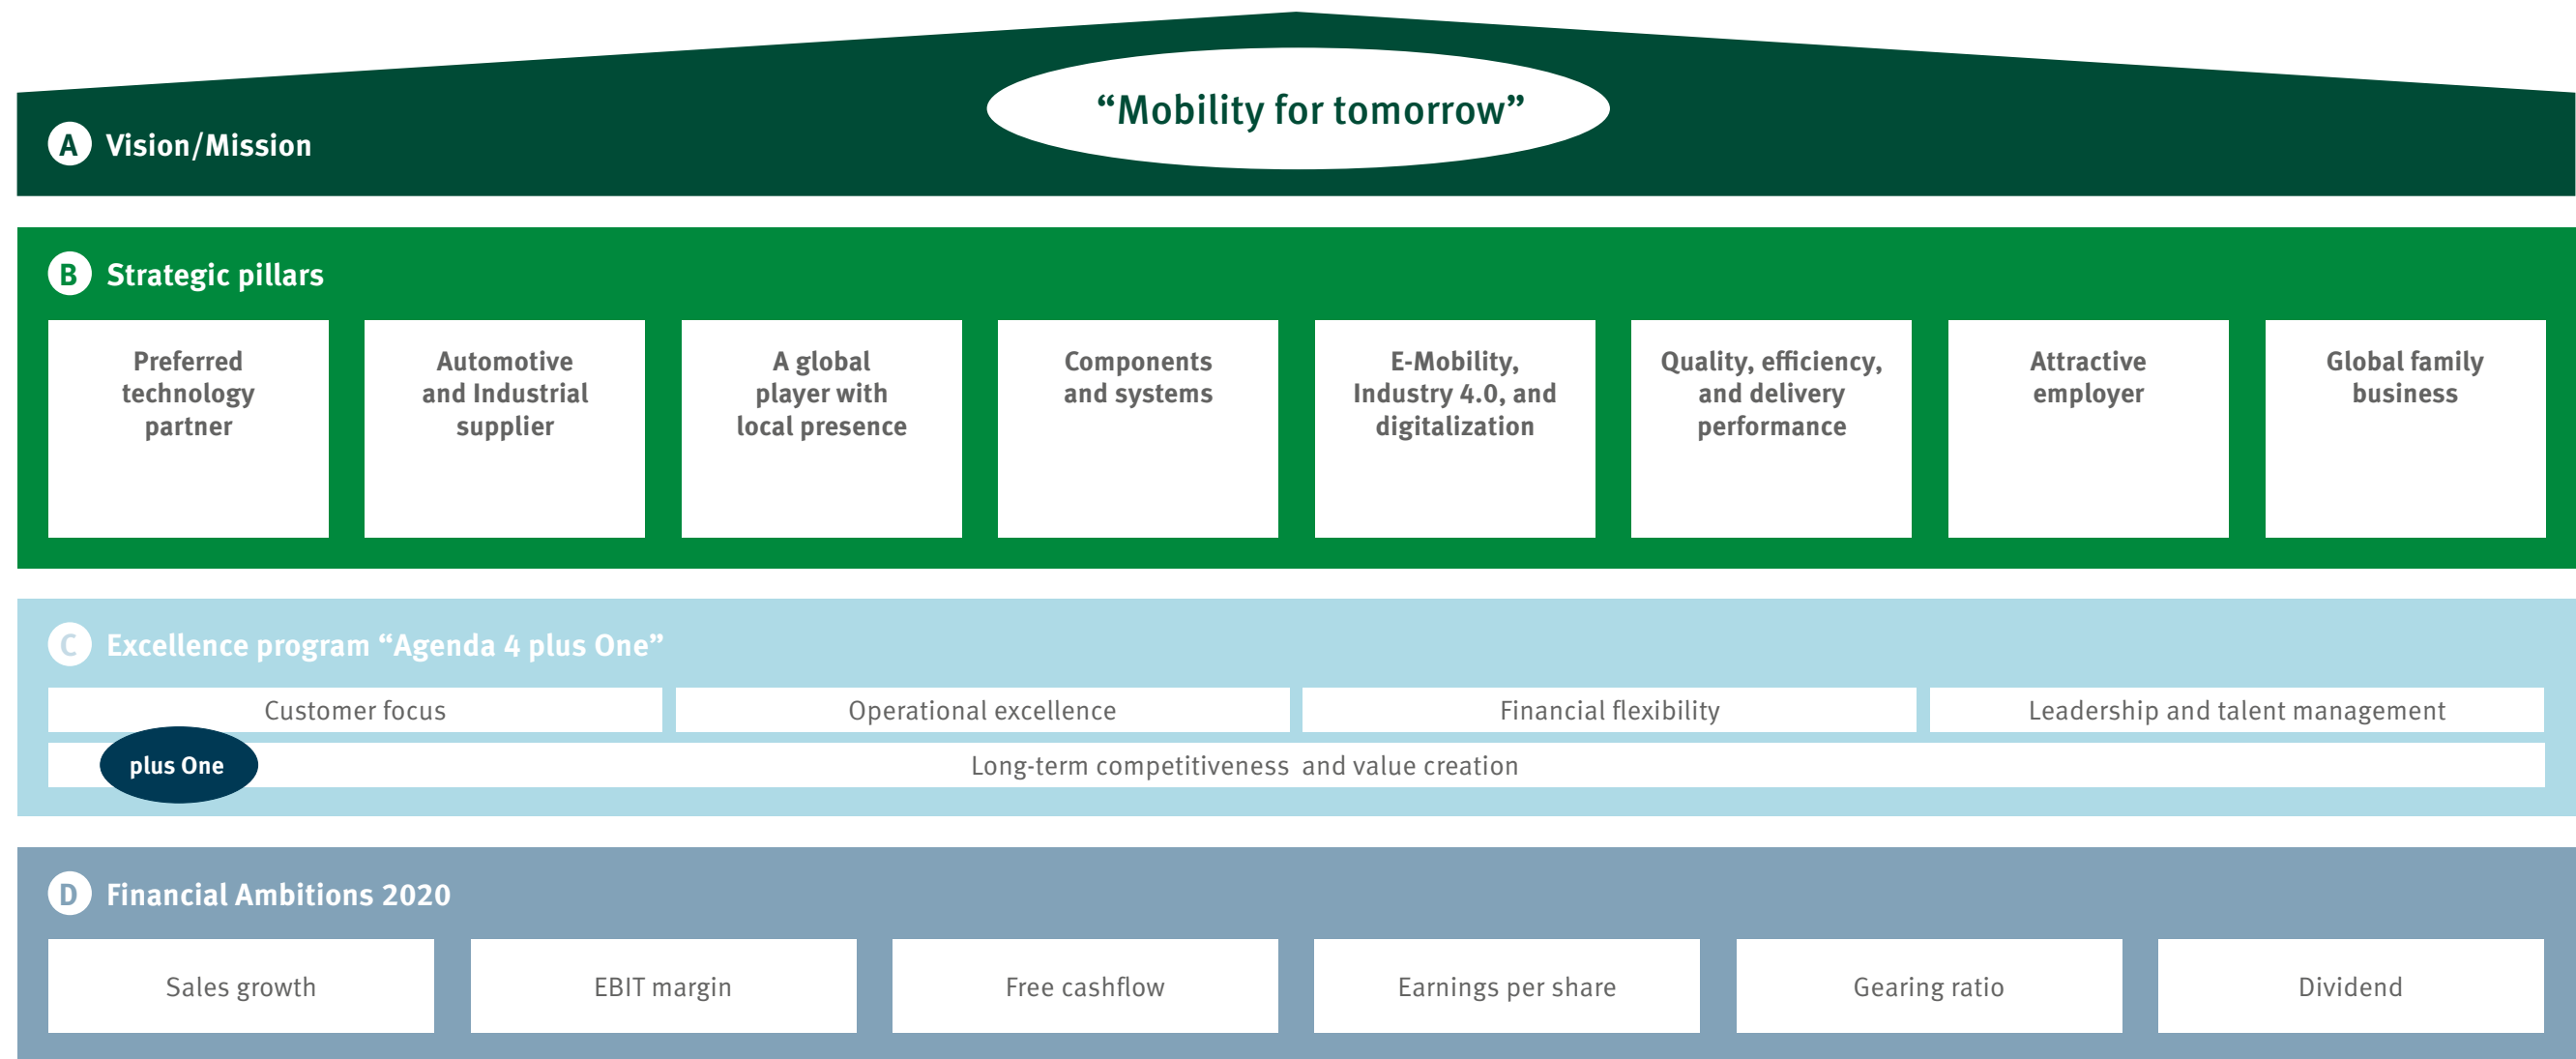 “Mobility for tomorrow”
A Vision/Mission
B Strategic pillars
Preferred
technology
partner
Automotive
and Industrial
supplier
A global
player with
local presence
Components
and systems
E-Mobility,
Industry 4.0, and
digitalization
Quality, efficiency,
and delivery
performance
Attractive
employer
Global family
business
C Excellence program “Agenda 4 plus One”
Customer focus
Operational excellence
Financial flexibility
Leadership and talent management
plus One
Long-term competitiveness and value creation
D Financial Ambitions 2020
Sales growth
EBIT margin
Free cashflow
Earnings per share
Gearing ratio
Dividend